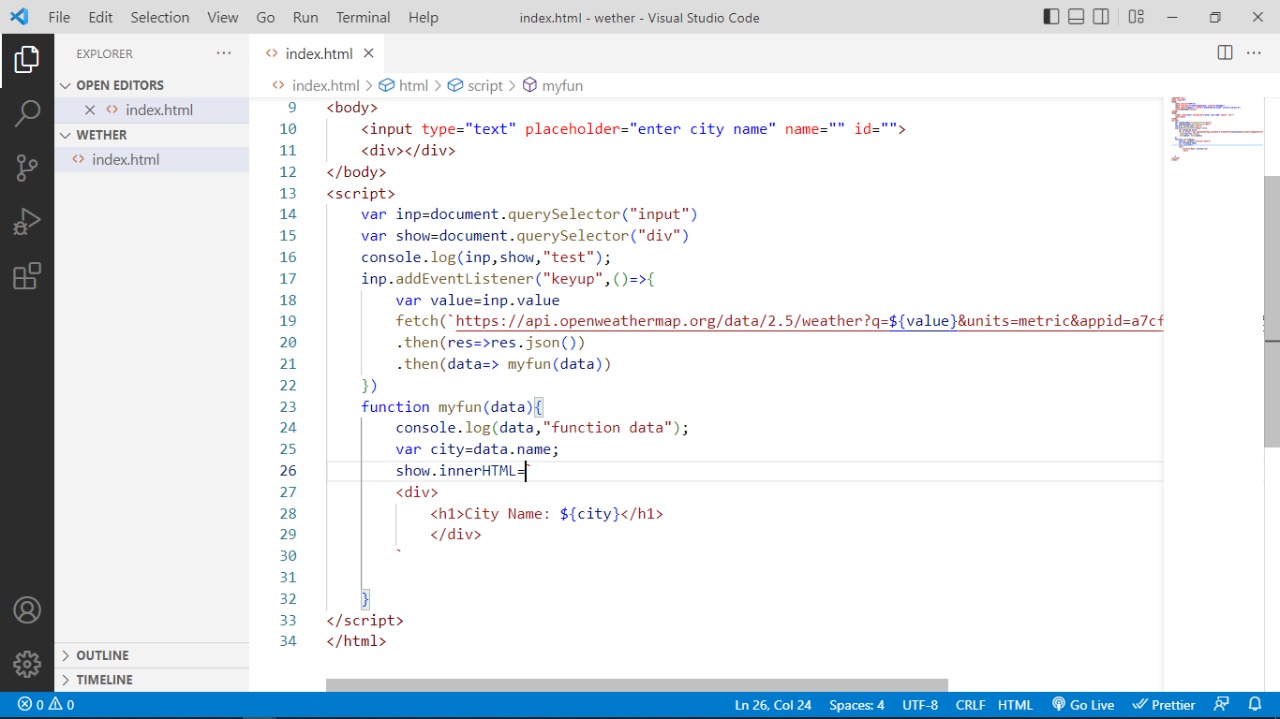 File Edit Selection View Go Run Terminal Help index.html - wether - Visual Studio Code
EXPLORER
index.html
OPEN EDITORS
index.html
WETHER
index.html
OUTLINE
TIMELINE
index.html > html > script > myfun
9 <body>
10 <input type="text" placeholder="enter city name" name="" id="">
11 <div></div>
12 </body>
13 <script>
14 var inp=document.querySelector("input")
15 var show=document.querySelector("div")
16 console.log(inp,show,"test");
17 inp.addEventListener("keyup",()=>{
18 var value=inp.value
19 fetch(`https://api.openweathermap.org/data/2.5/weather?q=${value}&units=metric&appid=a7cf
20 .then(res=>res.json())
21 .then(data=> myfun(data))
22 })
23 function myfun(data){
24 console.log(data,"function data");
25 var city=data.name;
26 show.innerHTML=`
27 <div>
28 <h1>City Name: ${city}</h1>
29 </div>
30 `
31
32 }
33 </script>
34 </html>
0 0 Ln 26, Col 24 Spaces: 4 UTF-8 CRLF HTML Go Live Prettier